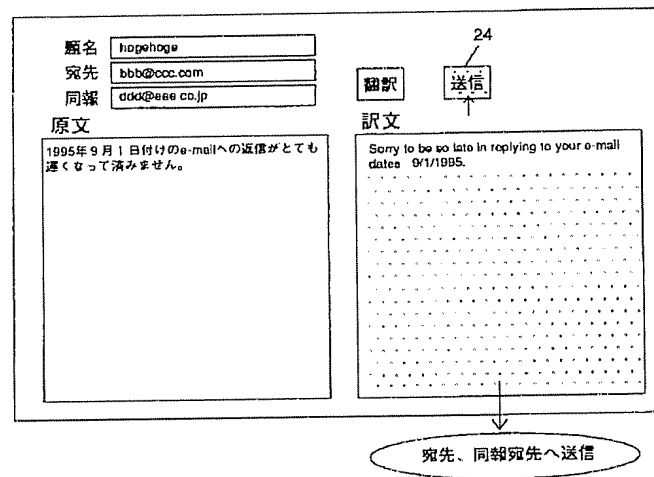 24
題名 hogehoge
宛先 bbb@ccc.com
同報 ddd@eee.co.jp
翻訳 送信
原文
1995年9月1日付けのe-mailへの返信がとても
遅くなって済みません。
訳文
Sorry to be so late in replying to your e-mail
dates 9/1/1995.
宛先、同報宛先へ送信